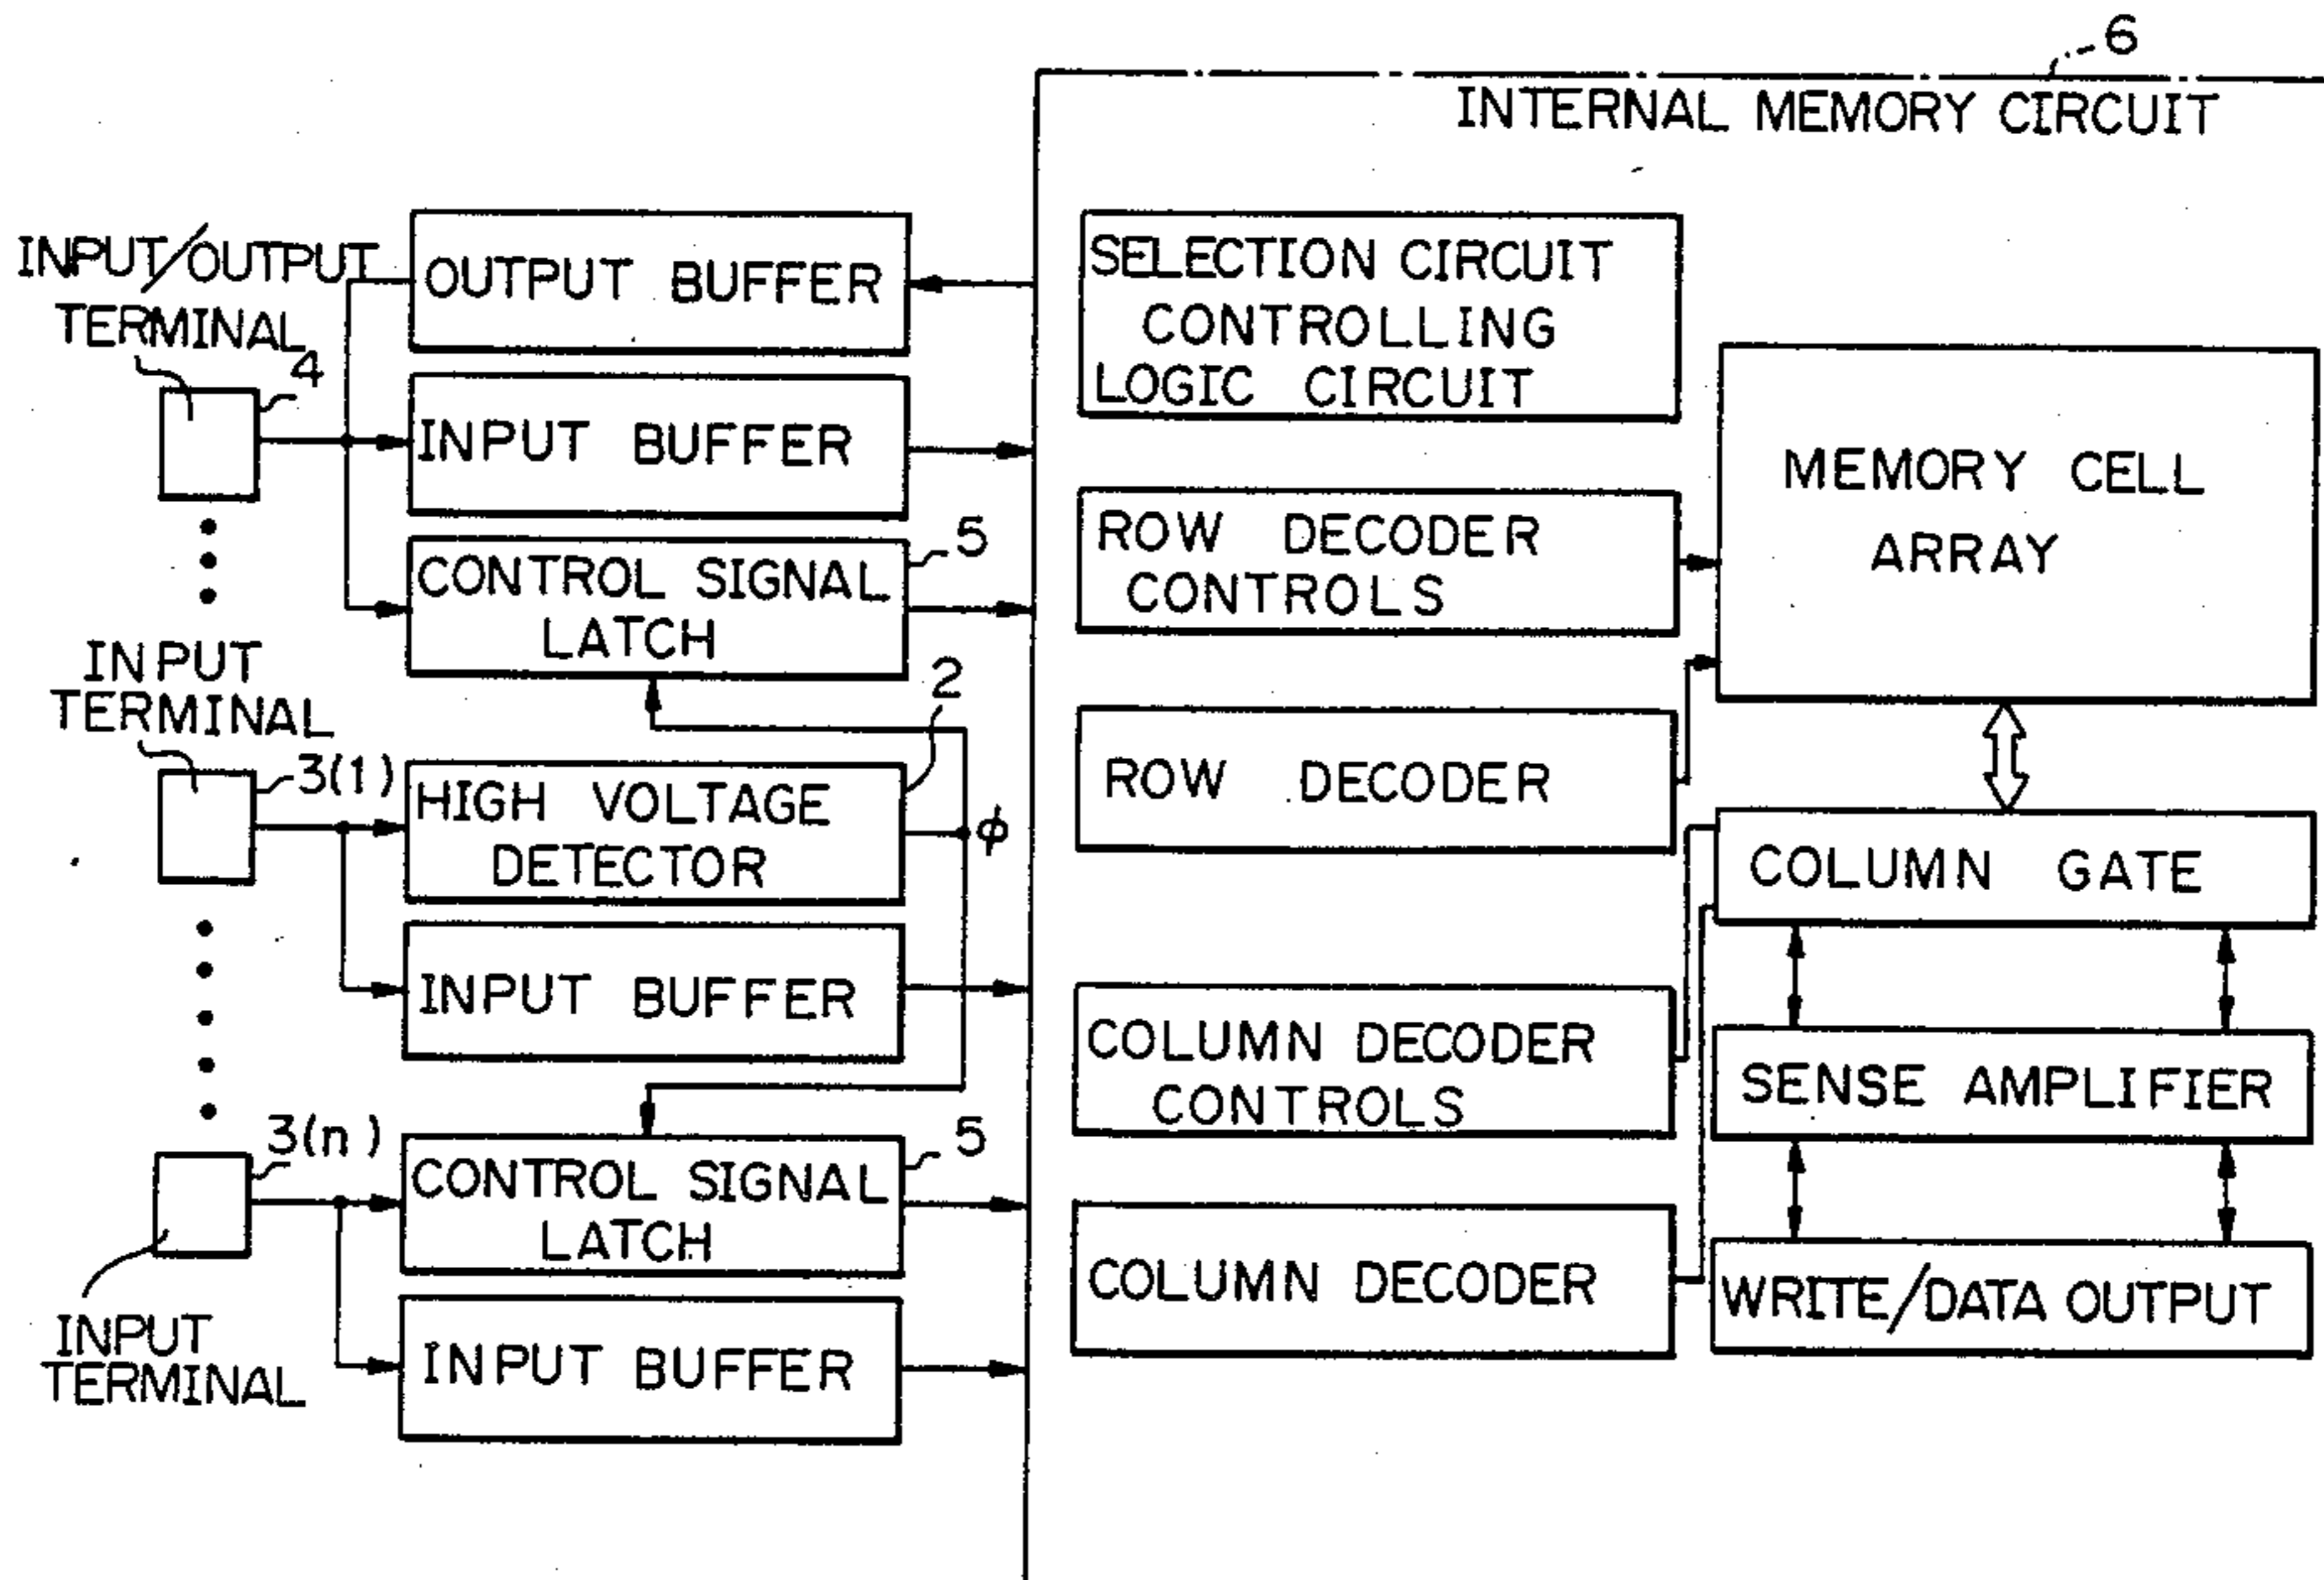 6
INTERNAL MEMORY CIRCUIT
INPUT/OUTPUT
TERMINAL
4
OUTPUT BUFFER
INPUT BUFFER
CONTROL SIGNAL
LATCH
5
INPUT
TERMINAL
3(1)
HIGH VOLTAGE
DETECTOR
2
φ
INPUT BUFFER
3(n)
CONTROL SIGNAL
LATCH
5
INPUT
TERMINAL
INPUT BUFFER
SELECTION CIRCUIT
CONTROLLING
LOGIC CIRCUIT
ROW DECODER
CONTROLS
ROW DECODER
COLUMN DECODER
CONTROLS
COLUMN DECODER
MEMORY CELL
ARRAY
COLUMN GATE
SENSE AMPLIFIER
WRITE/DATA OUTPUT